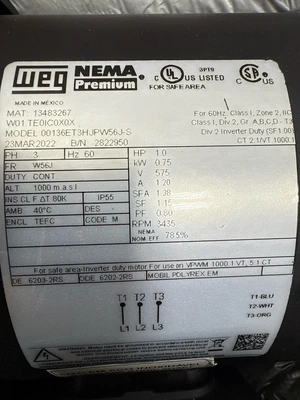 WEG NEMA Premium
3PT9
C UL US LISTED
FOR SAFE AREA
MADE IN MEXICO
MAT: 13483267
W01.TE0IC0X0X
MODEL 00136ET3HJPW56J-S
23MAR2022 B/N 2822950
For 60Hz: Class I, Zone 2, IIC
Class I, Div.2, Gr. A,B,C,D - T3
Div 2 Inverter Duty (SF1.00)
CT 2:1/VT 1000:1
PH 3 Hz 60 HP 1.0
FR W56J kW 0.75
DUTY CONT V 575
ALT 1000 m.a.s.l A 1.20
INS CL F ΔT 80K IP55 SFA 1.38
AMB 40°C DES - SF 1.15
ENCL TEFC CODE M PF 0.80
RPM 3435
NEMA NOM EFF 78.5%
For safe area-Inverter duty motor.For use on VPWM 1000:1 VT, 5:1 CT
DE 6203-2RS ODE 6202-2RS MOBIL POLYREX EM
T1 T2 T3
L1 L2 L3
T1-BLU
T2-WHT
T3-ORG